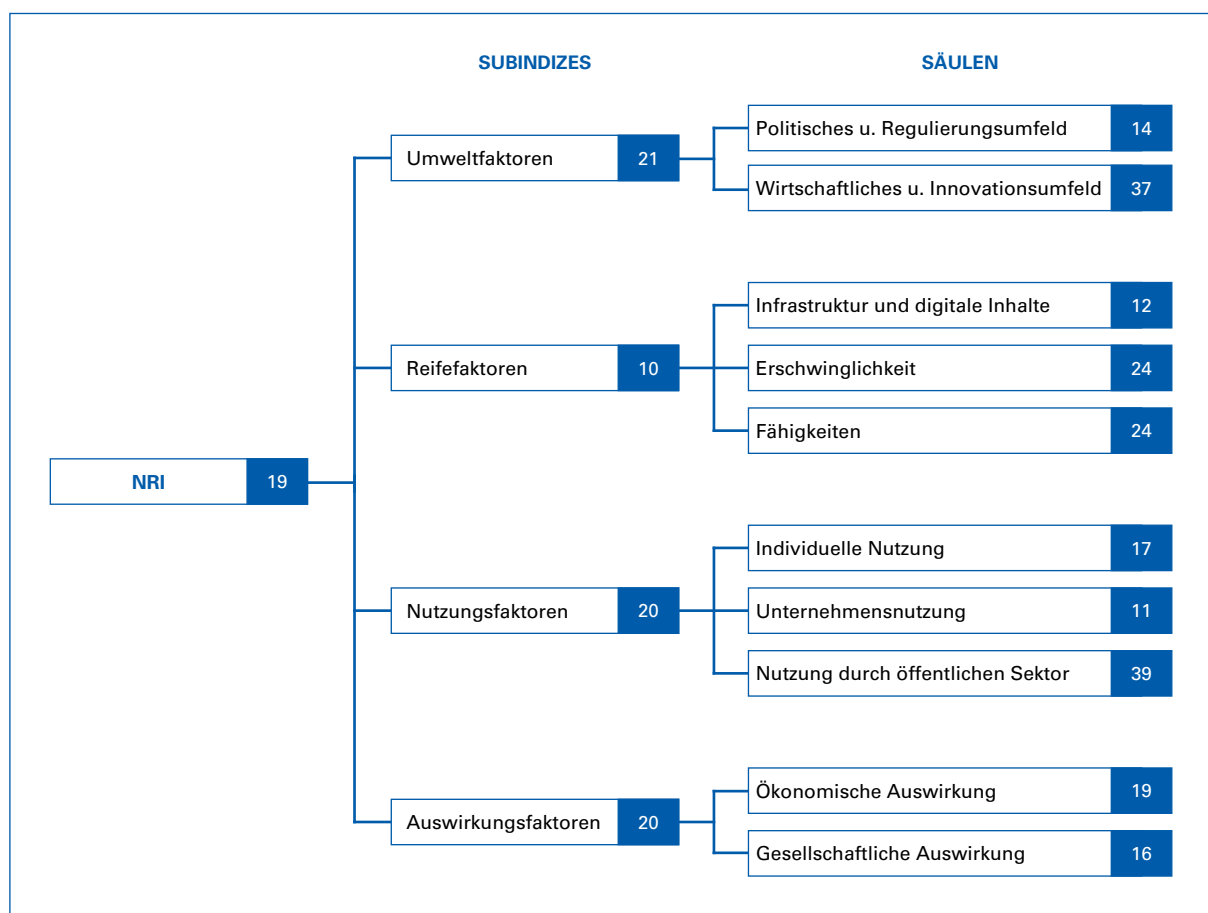 SUBINDIZES
SÄULEN
Politisches u. Regulierungsumfeld 14
Umweltfaktoren 21
Wirtschaftliches u. Innovationsumfeld 37
Infrastruktur und digitale Inhalte 12
Reifefaktoren 10
Erschwinglichkeit 24
Fähigkeiten 24
NRI 19
Individuelle Nutzung 17
Nutzungsfaktoren 20
Unternehmensnutzung 11
Nutzung durch öffentlichen Sektor 39
Ökonomische Auswirkung 19
Auswirkungsfaktoren 20
Gesellschaftliche Auswirkung 16